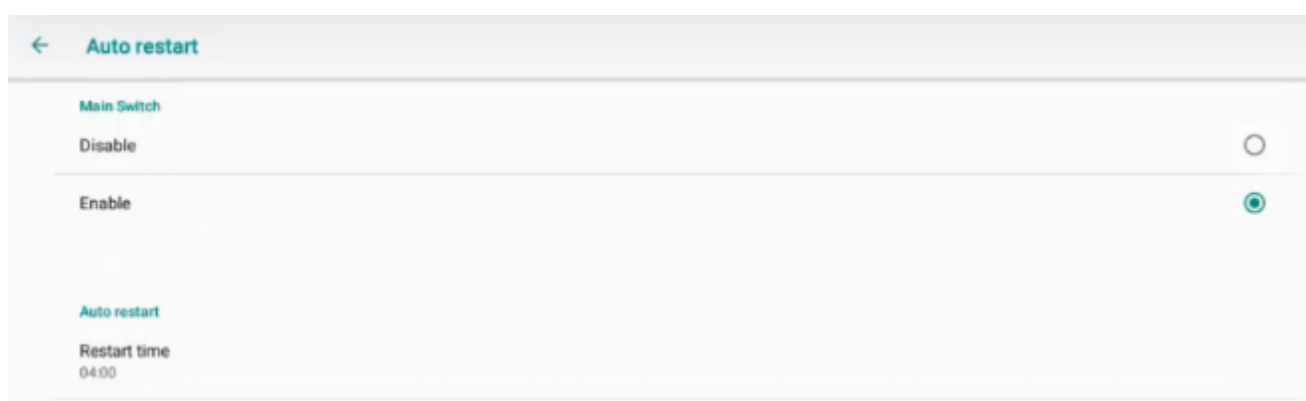 Auto restart
Main Switch
Disable
Enable
Auto restart
Restart time
04:00